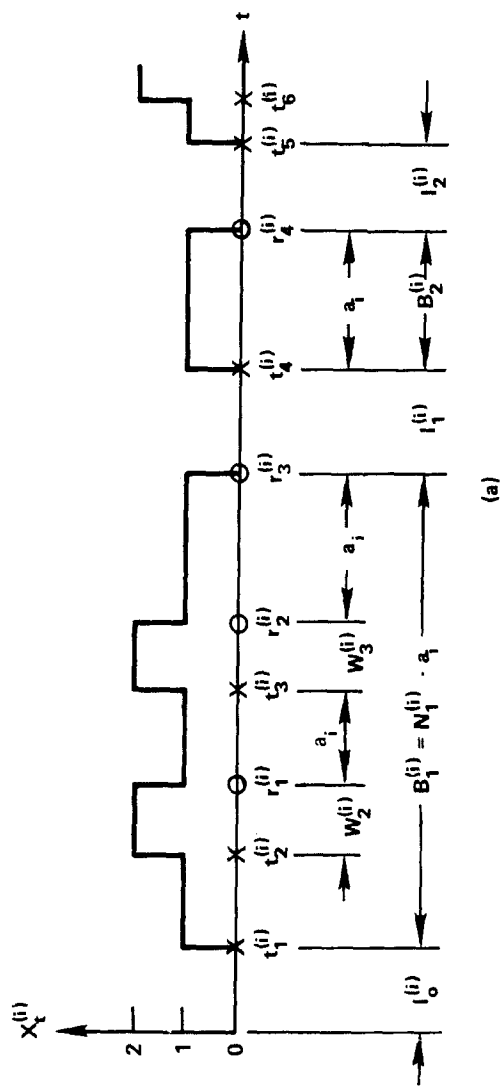 X_t^(i)
2
1
0
t
t_1^(i) t_2^(i) r_1^(i) t_3^(i) r_2^(i) r_3^(i) t_4^(i) r_4^(i) t_5^(i) t_6^(i)
W_2^(i) a_i W_3^(i) a_i a_i
I_0^(i) B_1^(i) = N_1^(i) · a_i I_1^(i) B_2^(i) I_2^(i)
(a)